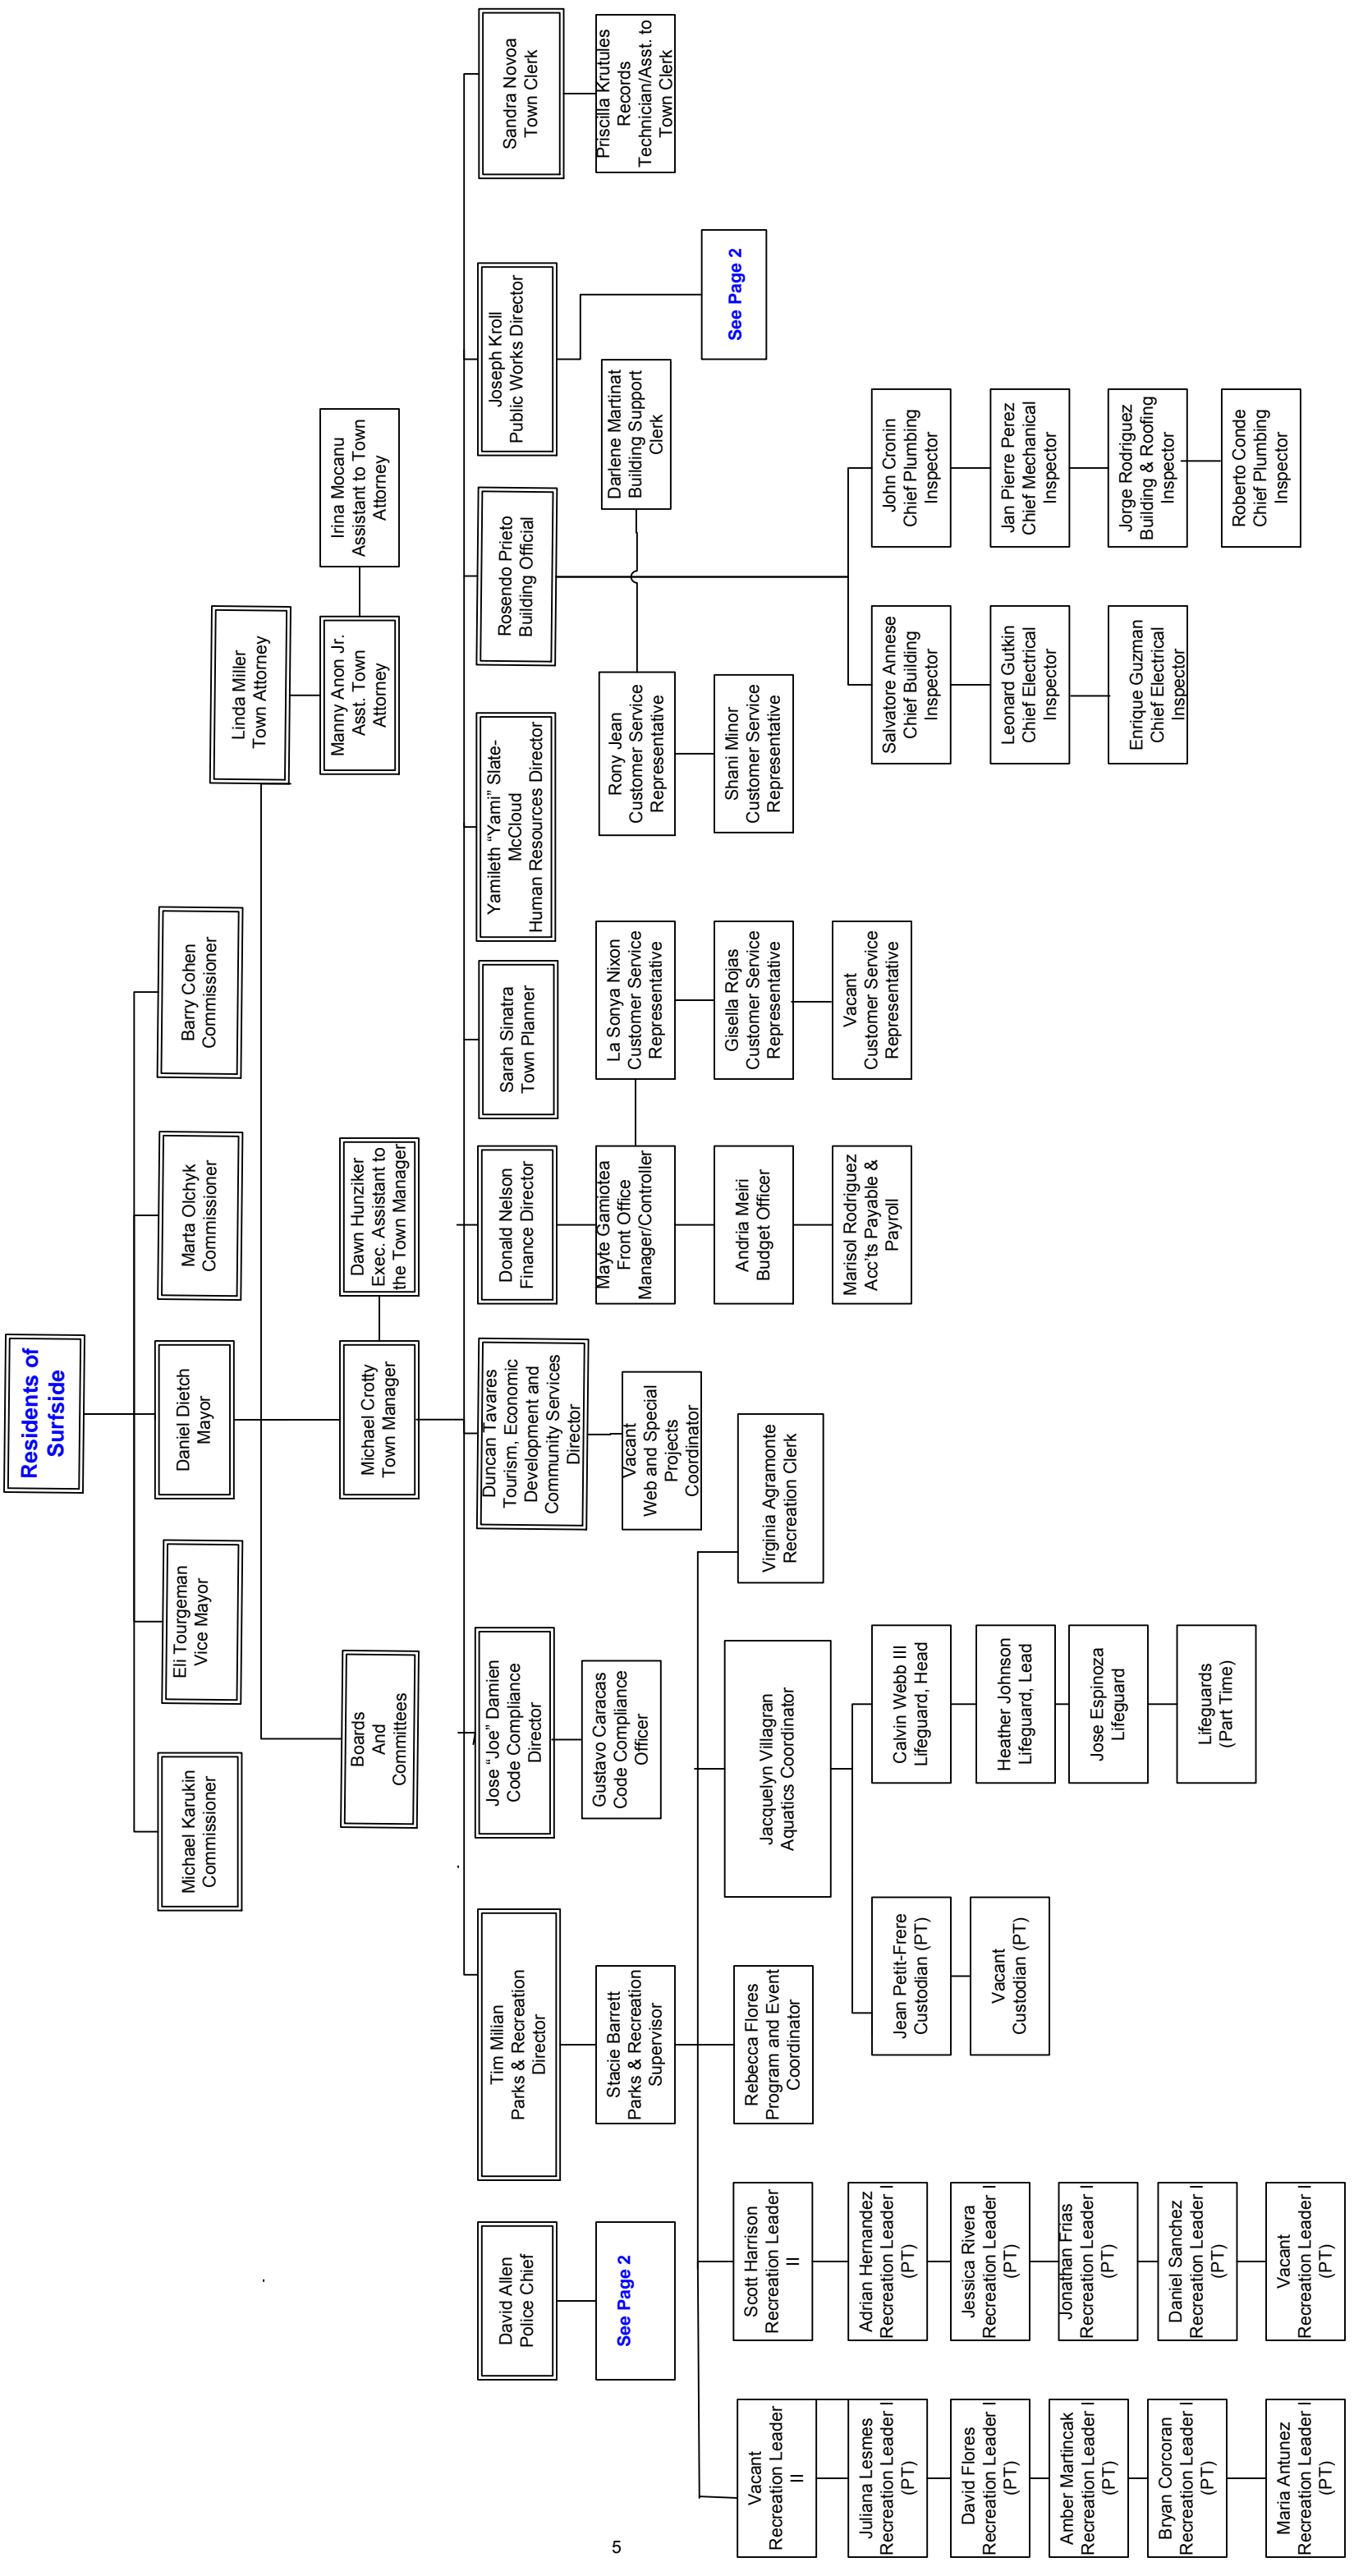 Residents of
Surfside
Michael Karukin
Commissioner
Eli Tourgeman
Vice Mayor
Daniel Dietch
Mayor
Marta Olchyk
Commissioner
Barry Cohen
Commissioner
Linda Miller
Town Attorney
Boards
And
Committees
Michael Crotty
Town Manager
Dawn Hunziker
Exec. Assistant to
the Town Manager
Manny Anon Jr.
Asst. Town
Attorney
Irina Mocanu
Assistant to Town
Attorney
David Allen
Police Chief
Tim Milian
Parks & Recreation
Director
Jose “Joe” Damien
Code Compliance
Director
Duncan Tavares
Tourism, Economic
Development and
Community Services
Director
Donald Nelson
Finance Director
Sarah Sinatra
Town Planner
Yamileth “Yami” Slate-
McCloud
Human Resources Director
Rosendo Prieto
Building Official
Joseph Kroll
Public Works Director
Sandra Novoa
Town Clerk
See Page 2
Stacie Barrett
Parks & Recreation
Supervisor
Gustavo Caracas
Code Compliance
Officer
Vacant
Web and Special
Projects
Coordinator
Mayte Gamiotea
Front Office
Manager/Controller
La Sonya Nixon
Customer Service
Representative
Rony Jean
Customer Service
Representative
Darlene Martinat
Building Support
Clerk
Priscilla Krutules
Records
Technician/Asst. to
Town Clerk
See Page 2
Andria Meiri
Budget Officer
Gisella Rojas
Customer Service
Representative
Shani Minor
Customer Service
Representative
Marisol Rodriguez
Acc'ts Payable &
Payroll
Vacant
Customer Service
Representative
Vacant
Recreation Leader
II
Scott Harrison
Recreation Leader
II
Rebecca Flores
Program and Event
Coordinator
Jacquelyn Villagran
Aquatics Coordinator
Virginia Agramonte
Recreation Clerk
Juliana Lesmes
Recreation Leader I
(PT)
David Flores
Recreation Leader I
(PT)
Amber Martincak
Recreation Leader I
(PT)
Bryan Corcoran
Recreation Leader I
(PT)
Maria Antunez
Recreation Leader I
(PT)
Adrian Hernandez
Recreation Leader I
(PT)
Jessica Rivera
Recreation Leader I
(PT)
Jonathan Frias
Recreation Leader I
(PT)
Daniel Sanchez
Recreation Leader I
(PT)
Vacant
Recreation Leader I
(PT)
Jean Petit-Frere
Custodian (PT)
Vacant
Custodian (PT)
Calvin Webb III
Lifeguard, Head
Heather Johnson
Lifeguard, Lead
Jose Espinoza
Lifeguard
Lifeguards
(Part Time)
Salvatore Annese
Chief Building
Inspector
Leonard Gutkin
Chief Electrical
Inspector
Enrique Guzman
Chief Electrical
Inspector
John Cronin
Chief Plumbing
Inspector
Jan Pierre Perez
Chief Mechanical
Inspector
Jorge Rodriguez
Building & Roofing
Inspector
Roberto Conde
Chief Plumbing
Inspector
5